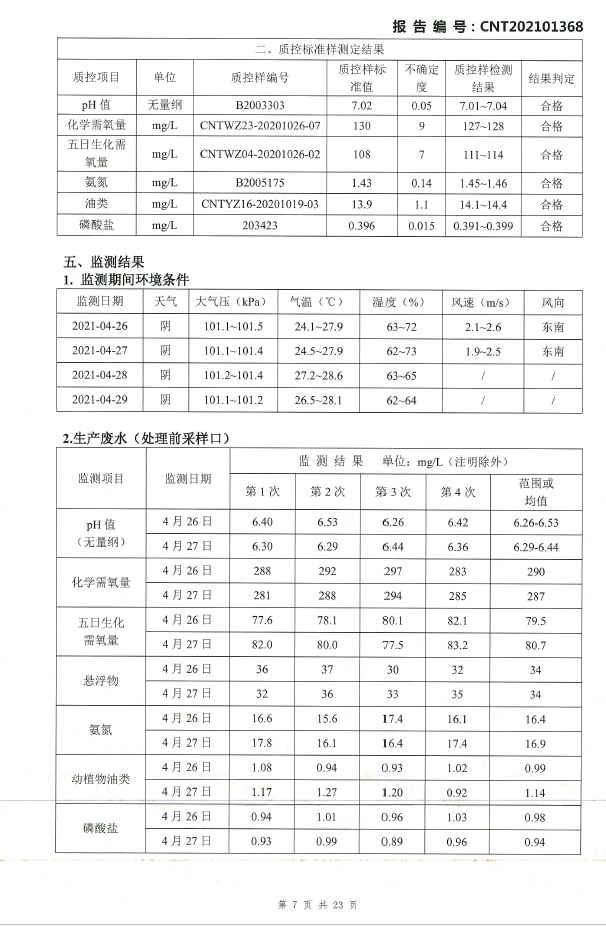 报 告 编 号：CNT202101368
二、质控标准样测定结果
质控项目 单位 质控样编号 质控样标准值 不确定度 质控样检测结果 结果判定
pH 值 无量纲 B2003303 7.02 0.05 7.01~7.04 合格
化学需氧量 mg/L CNTWZ23-20201026-07 130 9 127~128 合格
五日生化需氧量 mg/L CNTWZ04-20201026-02 108 7 111~114 合格
氨氮 mg/L B2005175 1.43 0.14 1.45~1.46 合格
油类 mg/L CNTYZ16-20201019-03 13.9 1.1 14.1~14.4 合格
磷酸盐 mg/L 203423 0.396 0.015 0.391~0.399 合格
五、监测结果
1. 监测期间环境条件
监测日期 天气 大气压（kPa） 气温（℃） 湿度（%） 风速（m/s） 风向
2021-04-26 阴 101.1~101.5 24.1~27.9 63~72 2.1~2.6 东南
2021-04-27 阴 101.1~101.4 24.5~27.9 62~73 1.9~2.5 东南
2021-04-28 阴 101.2~101.4 27.2~28.6 63~65 / /
2021-04-29 阴 101.1~101.2 26.5~28.1 62~64 / /
2.生产废水（处理前采样口）
监测项目 监测日期 监 测 结 果 单位：mg/L（注明除外）
第 1 次 第 2 次 第 3 次 第 4 次 范围或均值
pH 值（无量纲） 4 月 26 日 6.40 6.53 6.26 6.42 6.26-6.53
4 月 27 日 6.30 6.29 6.44 6.36 6.29-6.44
化学需氧量 4 月 26 日 288 292 297 283 290
4 月 27 日 281 288 294 285 287
五日生化需氧量 4 月 26 日 77.6 78.1 80.1 82.1 79.5
4 月 27 日 82.0 80.0 77.5 83.2 80.7
悬浮物 4 月 26 日 36 37 30 32 34
4 月 27 日 32 36 33 35 34
氨氮 4 月 26 日 16.6 15.6 17.4 16.1 16.4
4 月 27 日 17.8 16.1 16.4 17.4 16.9
动植物油类 4 月 26 日 1.08 0.94 0.93 1.02 0.99
4 月 27 日 1.17 1.27 1.20 0.92 1.14
磷酸盐 4 月 26 日 0.94 1.01 0.96 1.03 0.98
4 月 27 日 0.93 0.99 0.89 0.96 0.94
第 7 页 共 23 页